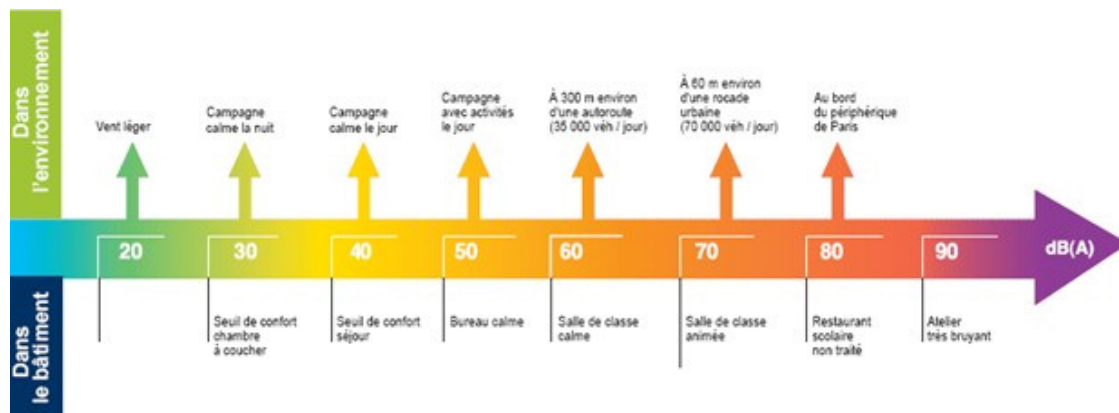 Dans
l'environnement
Vent léger
Campagne
calme la nuit
Campagne
calme le jour
Campagne
avec activités
le jour
À 300 m environ
d'une autoroute
(35 000 véh / jour)
À 60 m environ
d'une rocade
urbaine
(70 000 véh / jour)
Au bord
du périphérique
de Paris
20
30
40
50
60
70
80
90
dB(A)
Dans
le bâtiment
Seuil de confort
chambre
à coucher
Seuil de confort
séjour
Bureau calme
Salle de classe
calme
Salle de classe
animée
Restaurant
scolaire
non traité
Atelier
très bruyant